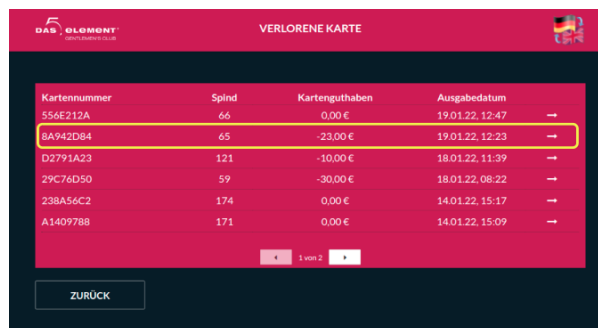 5.
DAS ELEMENT
GENTLEMEN'S CLUB
VERLORENE KARTE
Kartennummer Spind Kartenguthaben Ausgabedatum
556E212A 66 0,00 € 19.01.22, 12:47 →
8A942D84 65 -23,00 € 19.01.22, 12:23 →
D2791A23 121 -10,00 € 18.01.22, 11:39 →
29C76D50 59 -30,00 € 18.01.22, 08:22 →
238A56C2 174 0,00 € 14.01.22, 15:17 →
A1409788 171 0,00 € 14.01.22, 15:09 →
1 von 2
ZURÜCK